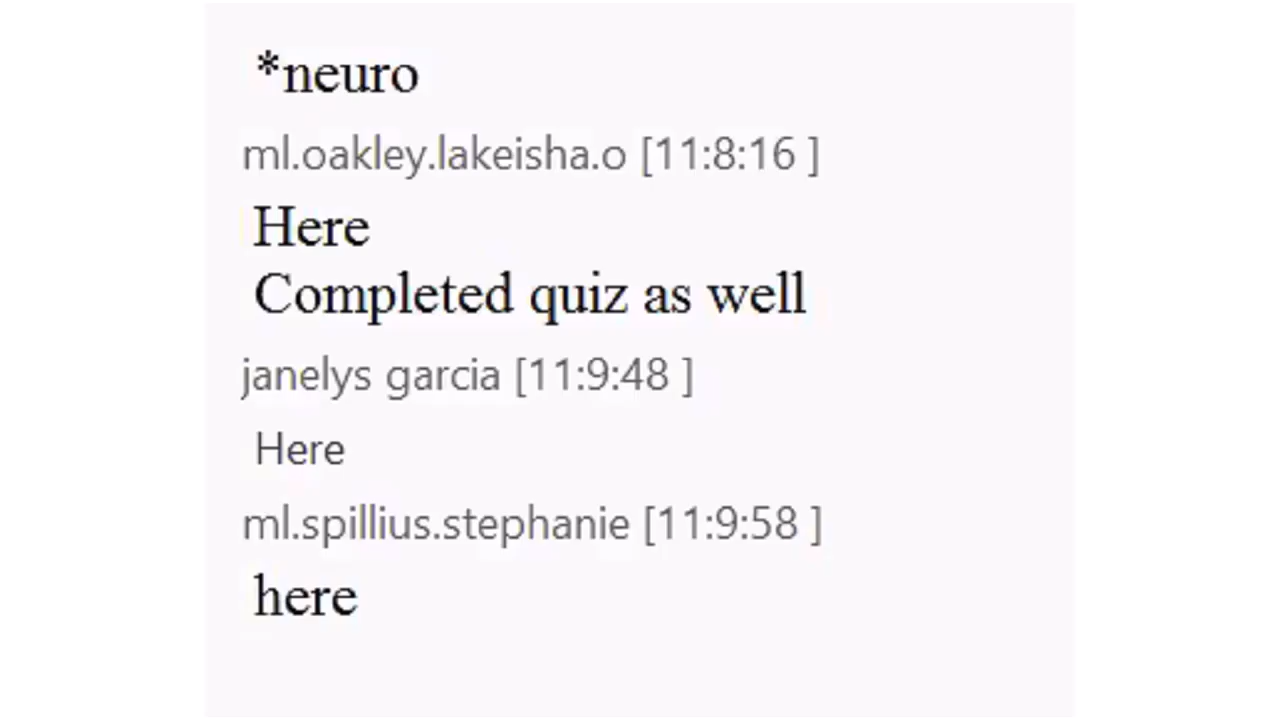 *neuro
ml.oakley.lakeisha.o [11:8:16 ]
Here
Completed quiz as well
janelys garcia [11:9:48 ]
Here
ml.spillius.stephanie [11:9:58 ]
here